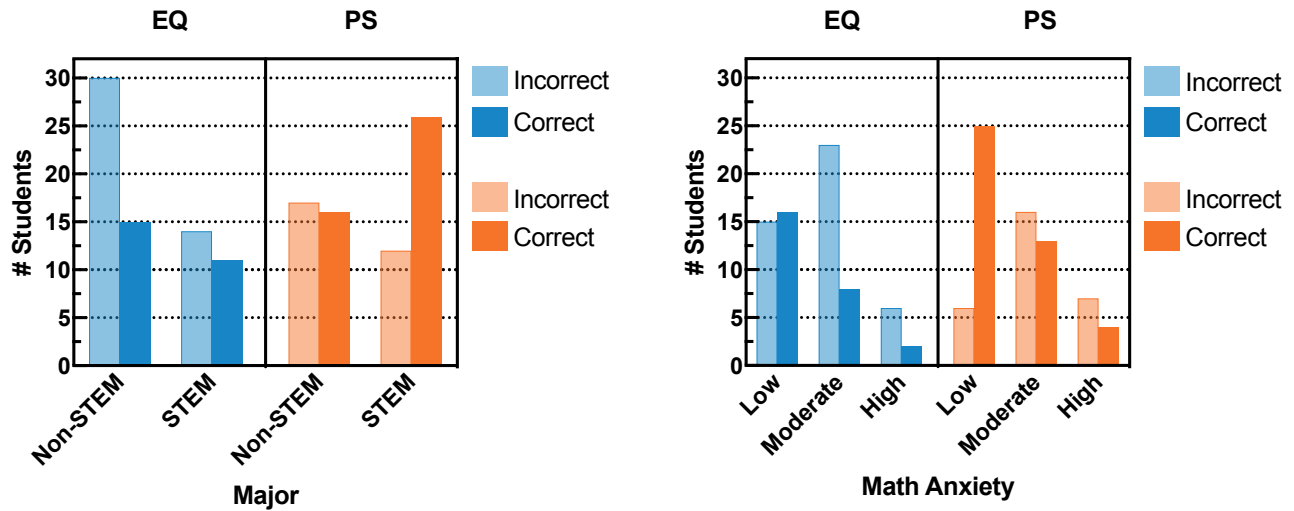 EQ PS
30
25
20
15
10
5
0
# Students
Non-STEM STEM Non-STEM STEM
Major
Incorrect
Correct
Incorrect
Correct
EQ PS
30
25
20
15
10
5
0
# Students
Low Moderate High Low Moderate High
Math Anxiety
Incorrect
Correct
Incorrect
Correct